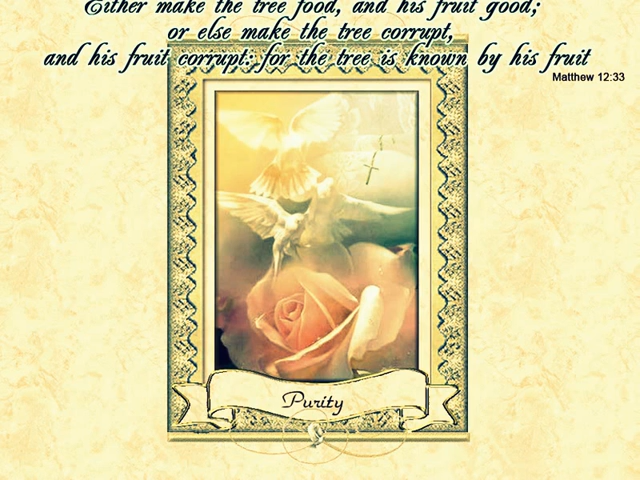 Either make the tree food, and his fruit good;
or else make the tree corrupt,
and his fruit corrupt: for the tree is known by his fruit
Matthew 12:33
Purity